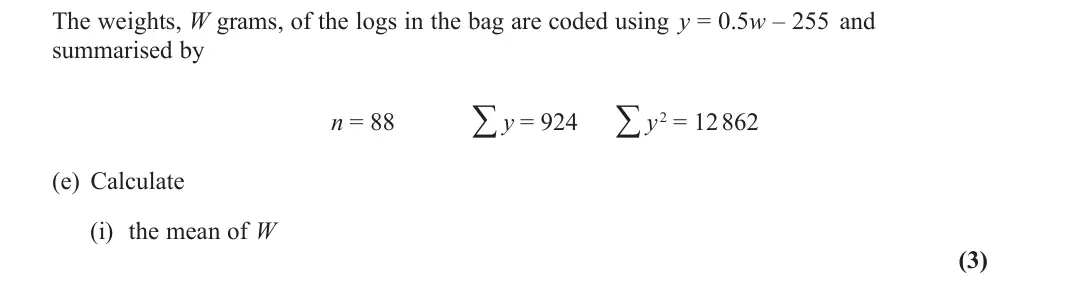 The weights, W grams, of the logs in the bag are coded using y = 0.5w – 255 and
summarised by
n = 88 ∑y = 924 ∑y² = 12 862
(e) Calculate
(i) the mean of W
(3)